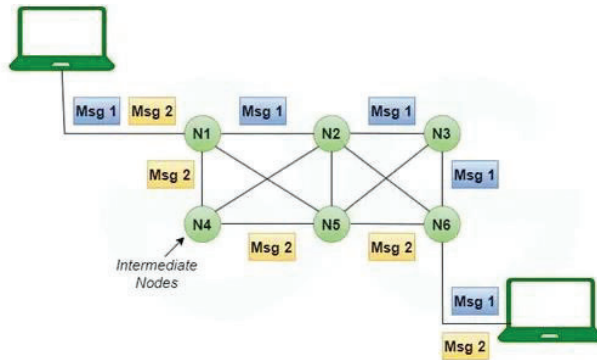 Msg 1 Msg 2 Msg 1 Msg 1
N1 N2 N3
Msg 2 Msg 1
N4 N5 N6
Msg 2 Msg 2
Intermediate
Nodes
Msg 1
Msg 2